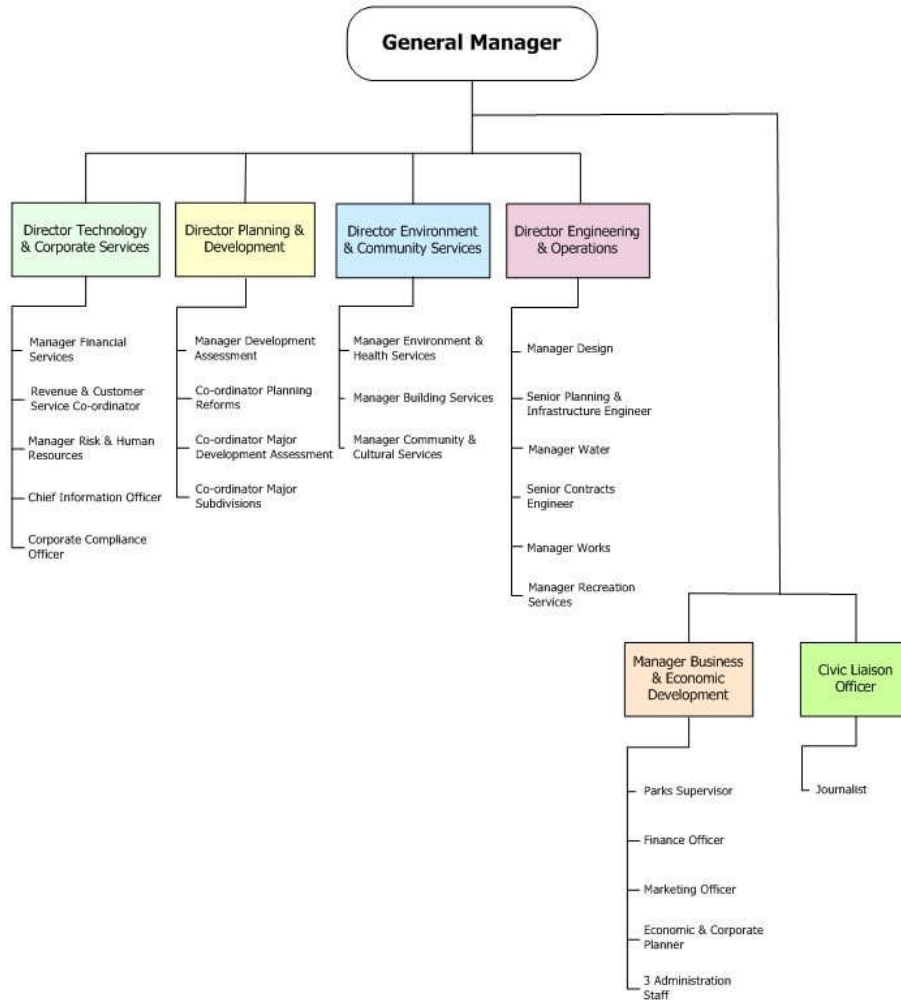 General Manager
Director Technology
& Corporate Services
Manager Financial
Services
Revenue & Customer
Service Co-ordinator
Manager Risk & Human
Resources
Chief Information Officer
Corporate Compliance
Officer
Director Planning &
Development
Manager Development
Assessment
Co-ordinator Planning
Reforms
Co-ordinator Major
Development Assessment
Co-ordinator Major
Subdivisions
Director Environment
& Community Services
Manager Environment &
Health Services
Manager Building Services
Manager Community &
Cultural Services
Director Engineering
& Operations
Manager Design
Senior Planning &
Infrastructure Engineer
Manager Water
Senior Contracts
Engineer
Manager Works
Manager Recreation
Services
Manager Business
& Economic
Development
Parks Supervisor
Finance Officer
Marketing Officer
Economic & Corporate
Planner
3 Administration
Staff
Civic Liaison
Officer
Journalist